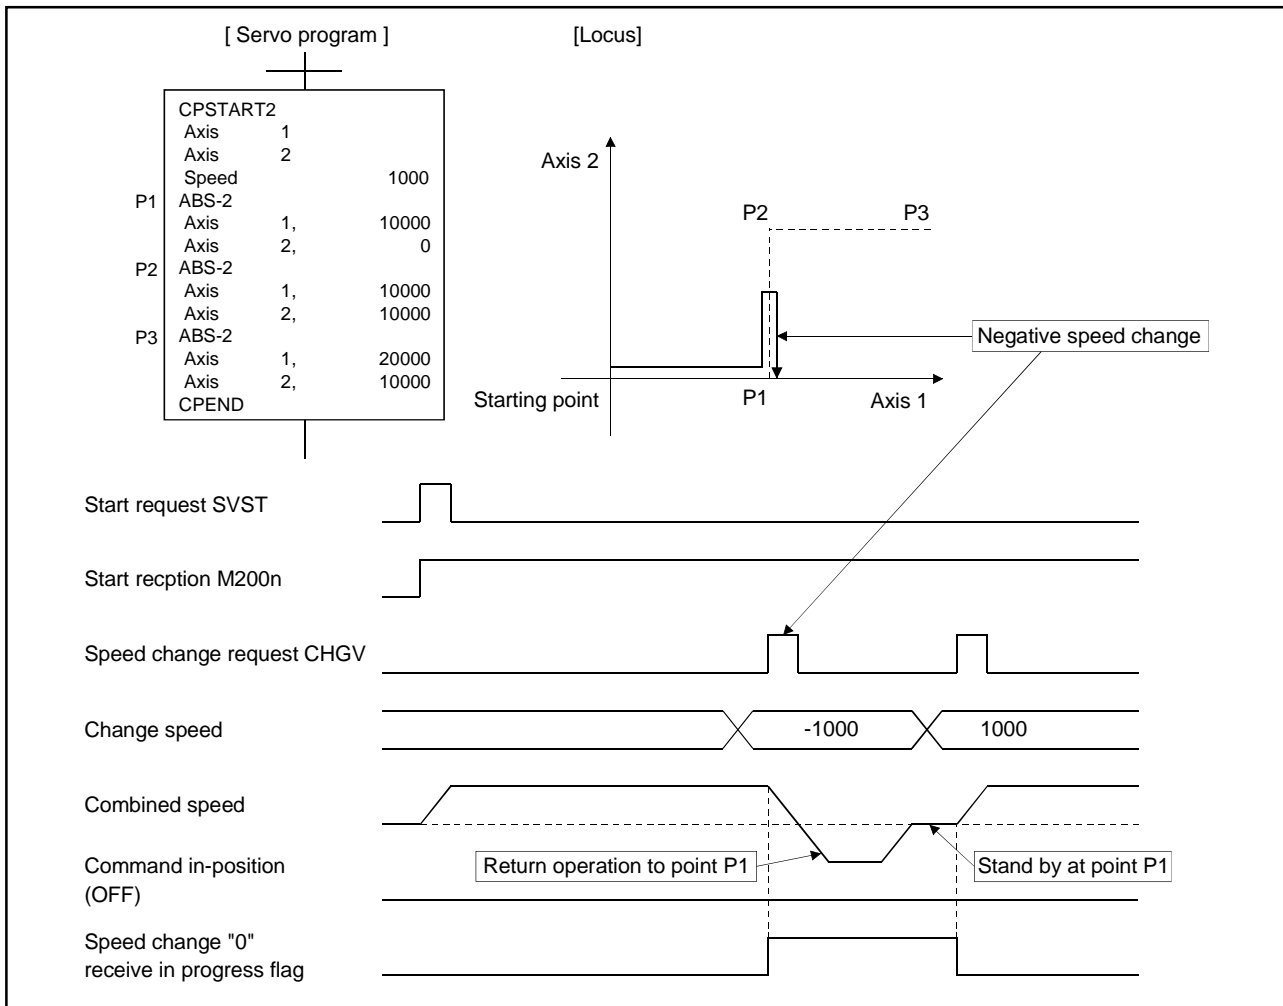 [ Servo program ]
[Locus]
CPSTART2
Axis 1
Axis 2
Speed 1000
P1 ABS-2
Axis 1, 10000
Axis 2, 0
P2 ABS-2
Axis 1, 10000
Axis 2, 10000
P3 ABS-2
Axis 1, 20000
Axis 2, 10000
CPEND
Axis 2
P2 P3
Negative speed change
Starting point P1 Axis 1
Start request SVST
Start recption M200n
Speed change request CHGV
Change speed -1000 1000
Combined speed
Return operation to point P1
Stand by at point P1
Command in-position
(OFF)
Speed change "0"
receive in progress flag